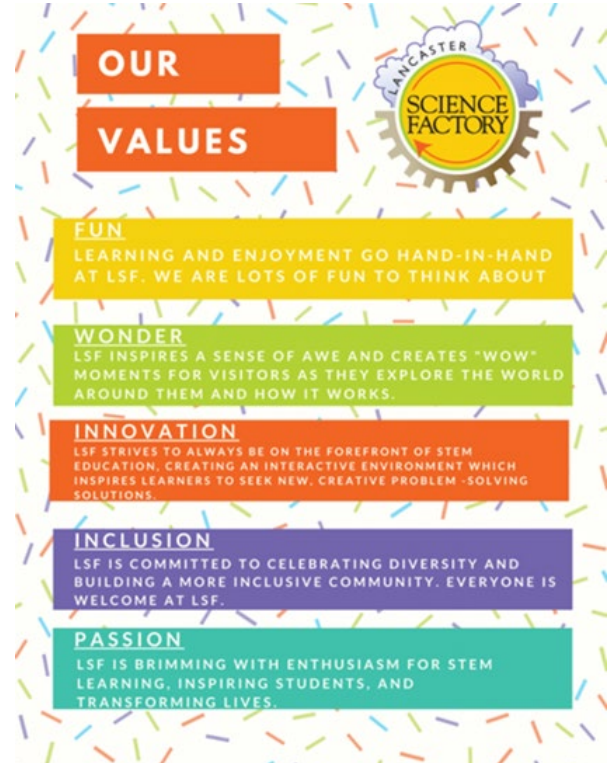 OUR
VALUES
LANCASTER
SCIENCE
FACTORY
FUN
LEARNING AND ENJOYMENT GO HAND-IN-HAND
AT LSF. WE ARE LOTS OF FUN TO THINK ABOUT
WONDER
LSF INSPIRES A SENSE OF AWE AND CREATES "WOW"
MOMENTS FOR VISITORS AS THEY EXPLORE THE WORLD
AROUND THEM AND HOW IT WORKS.
INNOVATION
LSF STRIVES TO ALWAYS BE ON THE FOREFRONT OF STEM
EDUCATION, CREATING AN INTERACTIVE ENVIRONMENT WHICH
INSPIRES LEARNERS TO SEEK NEW, CREATIVE PROBLEM -SOLVING
SOLUTIONS.
INCLUSION
LSF IS COMMITTED TO CELEBRATING DIVERSITY AND
BUILDING A MORE INCLUSIVE COMMUNITY. EVERYONE IS
WELCOME AT LSF.
PASSION
LSF IS BRIMMING WITH ENTHUSIASM FOR STEM
LEARNING, INSPIRING STUDENTS, AND
TRANSFORMING LIVES.